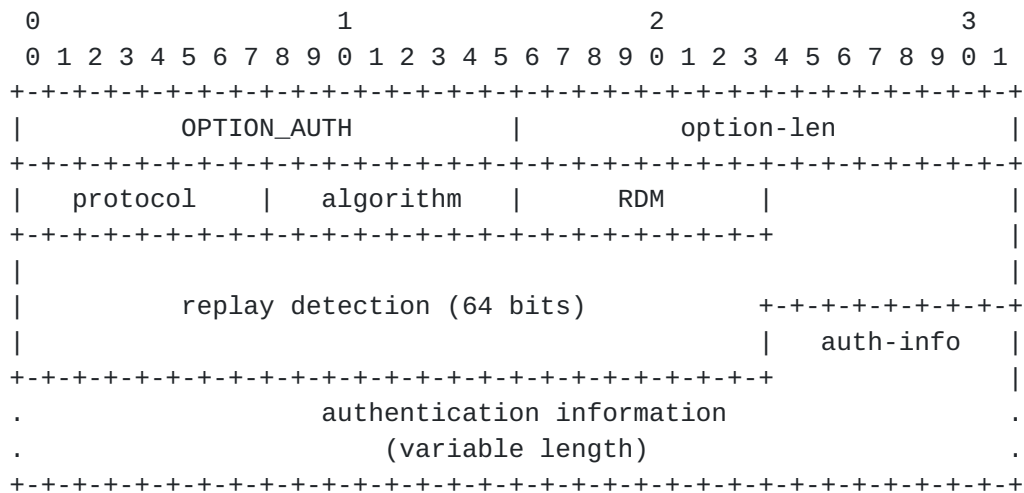 0                   1                   2                   3
 0 1 2 3 4 5 6 7 8 9 0 1 2 3 4 5 6 7 8 9 0 1 2 3 4 5 6 7 8 9 0 1
+-+-+-+-+-+-+-+-+-+-+-+-+-+-+-+-+-+-+-+-+-+-+-+-+-+-+-+-+-+-+-+-+
|          OPTION_AUTH          |          option-len           |
+-+-+-+-+-+-+-+-+-+-+-+-+-+-+-+-+-+-+-+-+-+-+-+-+-+-+-+-+-+-+-+-+
|   protocol    |   algorithm   |      RDM      |               |
+-+-+-+-+-+-+-+-+-+-+-+-+-+-+-+-+-+-+-+-+-+-+-+-+               |
|                                                               |
|          replay detection (64 bits)           +-+-+-+-+-+-+-+-+
|                                               |   auth-info   |
+-+-+-+-+-+-+-+-+-+-+-+-+-+-+-+-+-+-+-+-+-+-+-+-+               |
.                   authentication information                  .
.                       (variable length)                       .
+-+-+-+-+-+-+-+-+-+-+-+-+-+-+-+-+-+-+-+-+-+-+-+-+-+-+-+-+-+-+-+-+